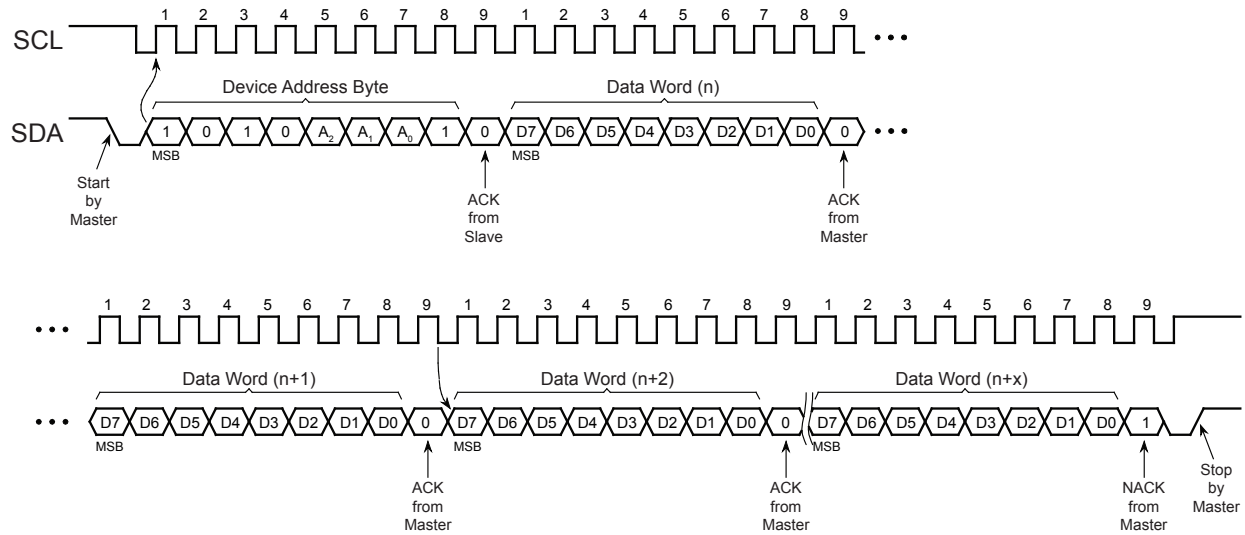 1 2 3 4 5 6 7 8 9 1 2 3 4 5 6 7 8 9
SCL
Device Address Byte Data Word (n)
SDA 1 0 1 0 A2 A1 A0 1 0 D7 D6 D5 D4 D3 D2 D1 D0 0
MSB MSB
Start
by
Master
ACK
from
Slave
ACK
from
Master
1 2 3 4 5 6 7 8 9 1 2 3 4 5 6 7 8 9 1 2 3 4 5 6 7 8 9
Data Word (n+1) Data Word (n+2) Data Word (n+x)
D7 D6 D5 D4 D3 D2 D1 D0 0 D7 D6 D5 D4 D3 D2 D1 D0 0 D7 D6 D5 D4 D3 D2 D1 D0 1
MSB MSB MSB
ACK
from
Master
ACK
from
Master
NACK
from
Master
Stop
by
Master